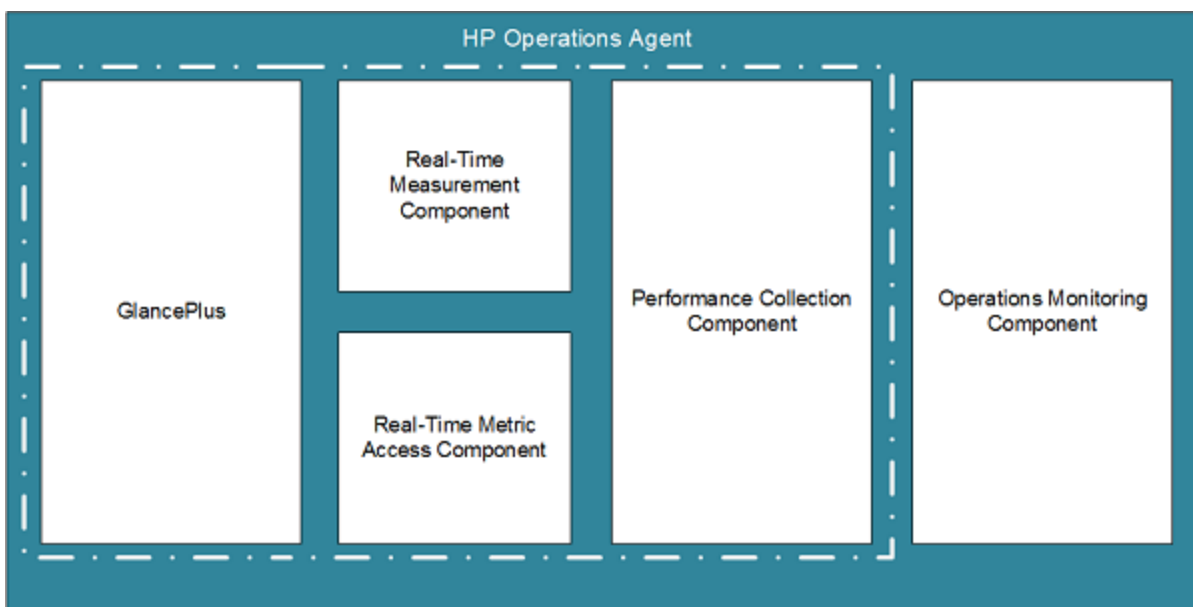 HP Operations Agent
GlancePlus
Real-Time
Measurement
Component
Real-Time Metric
Access Component
Performance Collection
Component
Operations Monitoring
Component